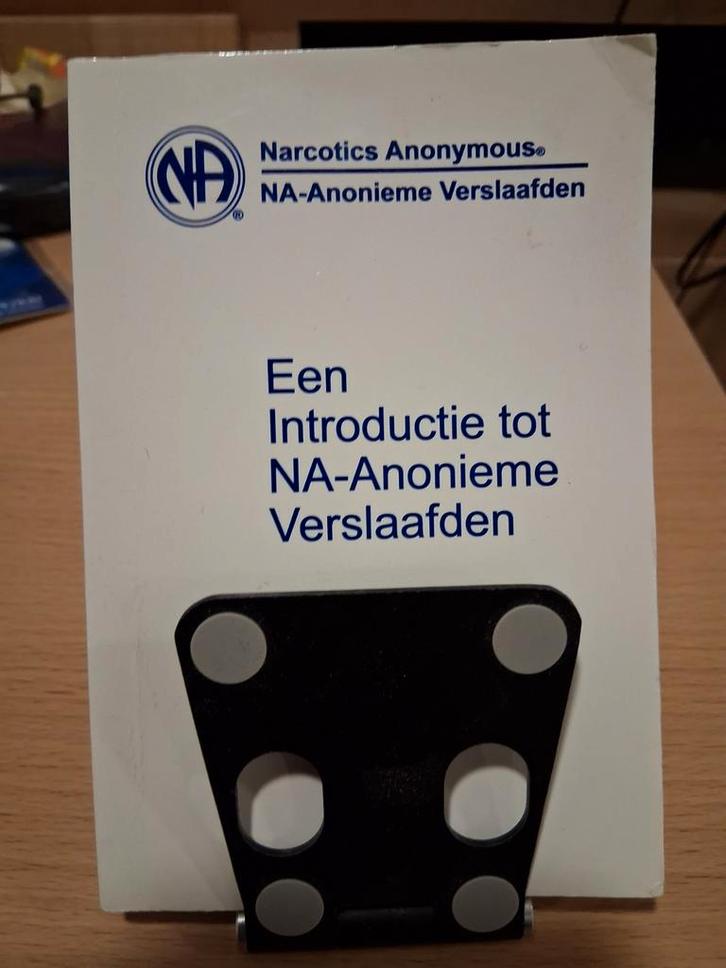 NA®
Narcotics Anonymous®
NA-Anonieme Verslaafden
Een
Introductie tot
NA-Anonieme
Verslaafden